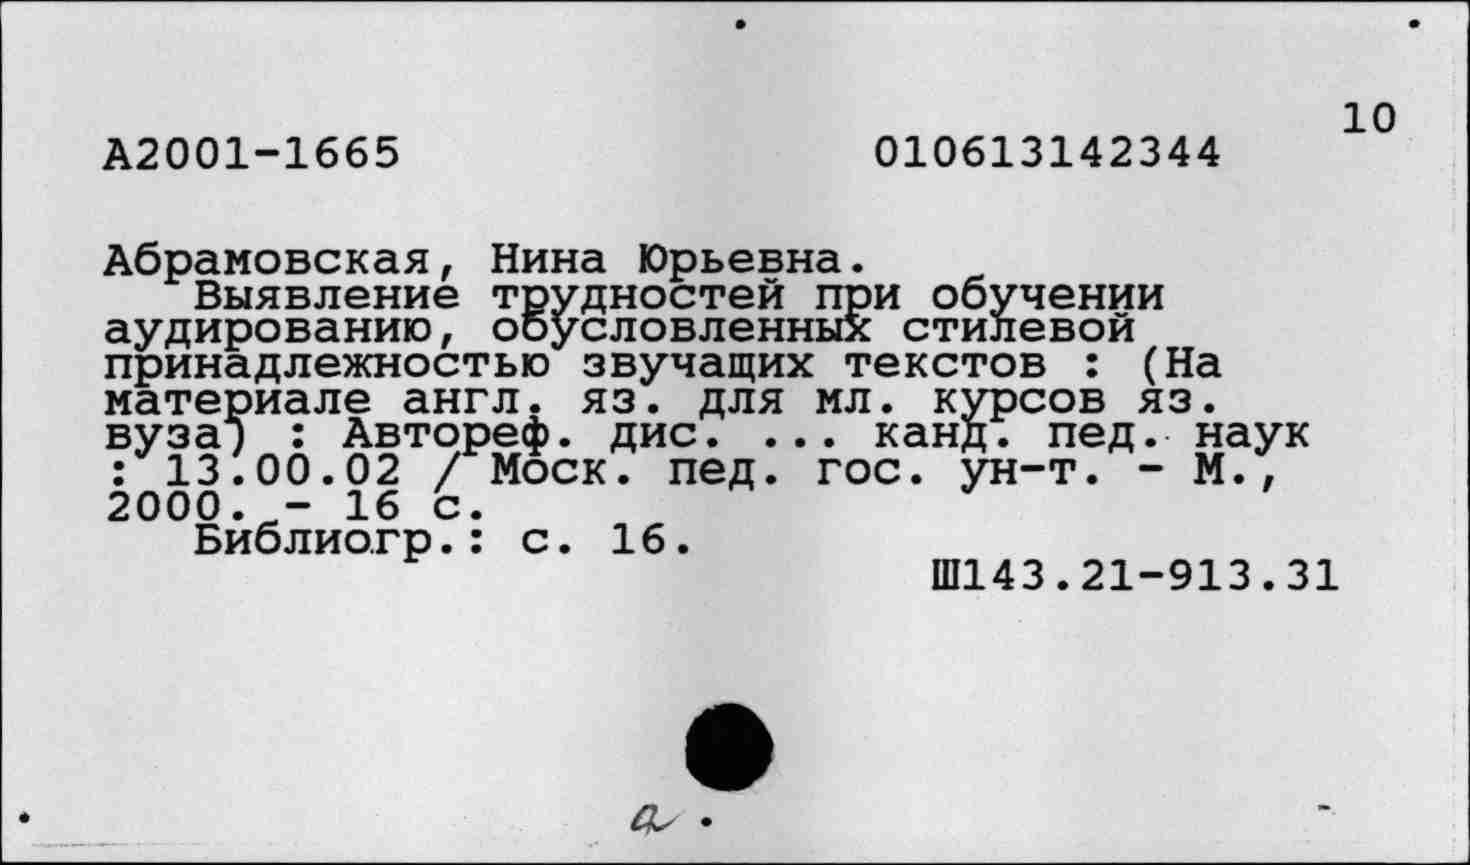 10
А2001-1665 010613142344
Абрамовская, Нина Юрьевна.
Выявление трудностей при обучении
аудированию, обусловленных стилевой
принадлежностью звучащих текстов : (На
материале англ. яз. для мл. курсов яз.
вуза) : Автореф. дис. ... канд. пед. наук
: 13.00.02 / Моск. пед. гос. ун-т. - М.,
2000. - 16 с.
Библиогр.: с. 16.
Ш143.21-913.31